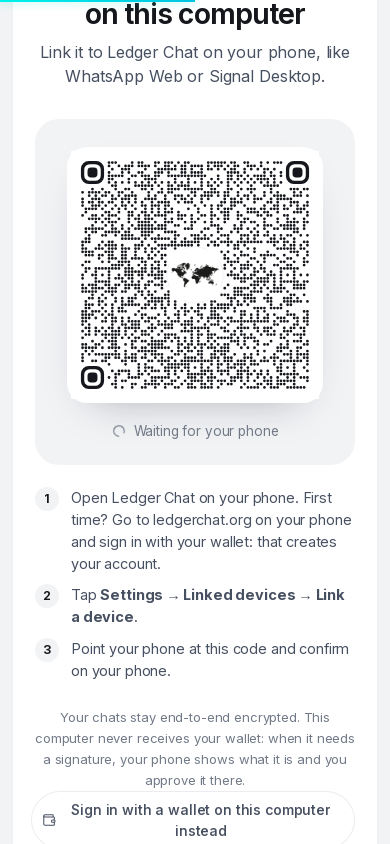 on this computer
Link it to Ledger Chat on your phone, like
WhatsApp Web or Signal Desktop.
Waiting for your phone
1 Open Ledger Chat on your phone. First
time? Go to ledgerchat.org on your phone
and sign in with your wallet: that creates
your account.
2 Tap Settings → Linked devices → Link
a device.
3 Point your phone at this code and confirm
on your phone.
Your chats stay end-to-end encrypted. This
computer never receives your wallet: when it needs
a signature, your phone shows what it is and you
approve it there.
Sign in with a wallet on this computer
instead